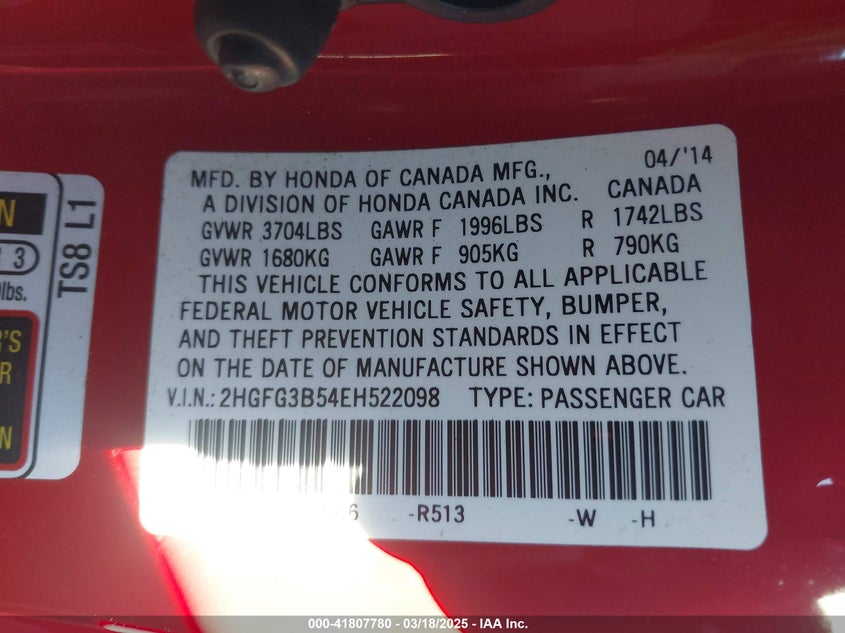 04/'14
MFD. BY HONDA OF CANADA MFG.,
A DIVISION OF HONDA CANADA INC. CANADA
GVWR 3704LBS GAWR F 1996LBS R 1742LBS
GVWR 1680KG GAWR F 905KG R 790KG
THIS VEHICLE CONFORMS TO ALL APPLICABLE
FEDERAL MOTOR VEHICLE SAFETY, BUMPER,
AND THEFT PREVENTION STANDARDS IN EFFECT
ON THE DATE OF MANUFACTURE SHOWN ABOVE.
V.I.N.: 2HGFG3B54EH522098 TYPE: PASSENGER CAR
6 -R513 -W -H
TS8 L1
N
3
lbs.
R'S
R
N
000-41807780 - 03/18/2025 - IAA Inc.